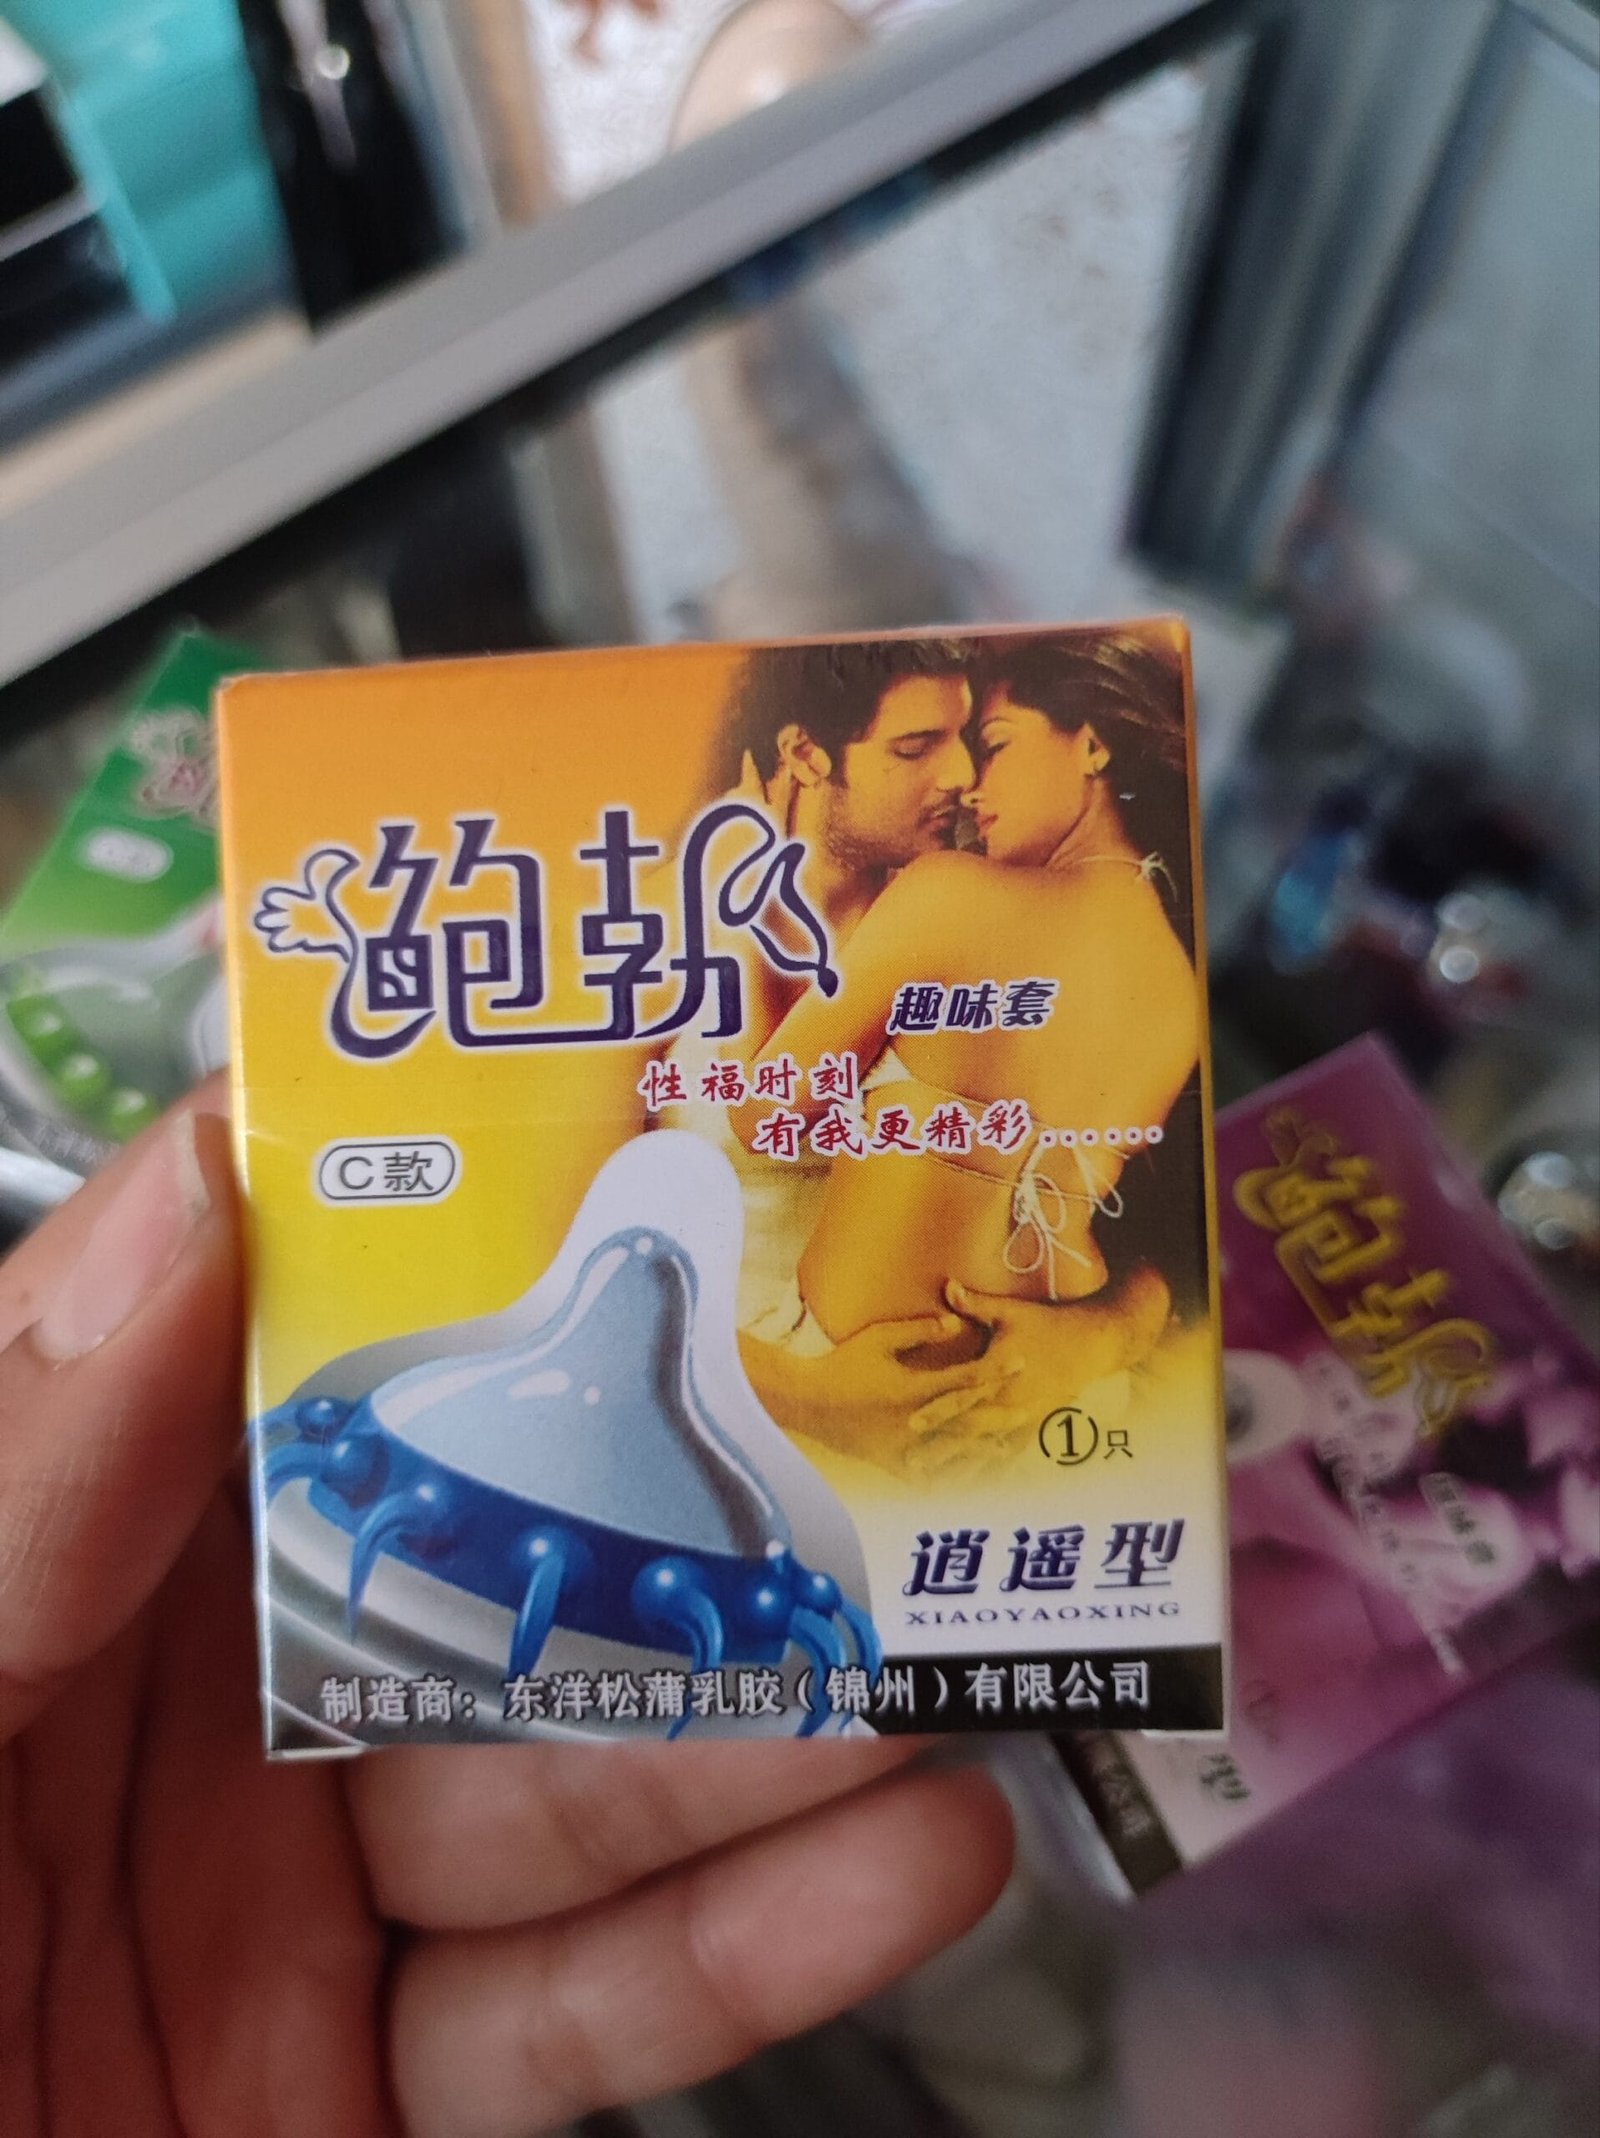 鲍勃
趣味套
性福时刻
有我更精彩……
C款
①只
逍遥型
XIAOYAOXING
制造商：东洋松蒲乳胶（锦州）有限公司